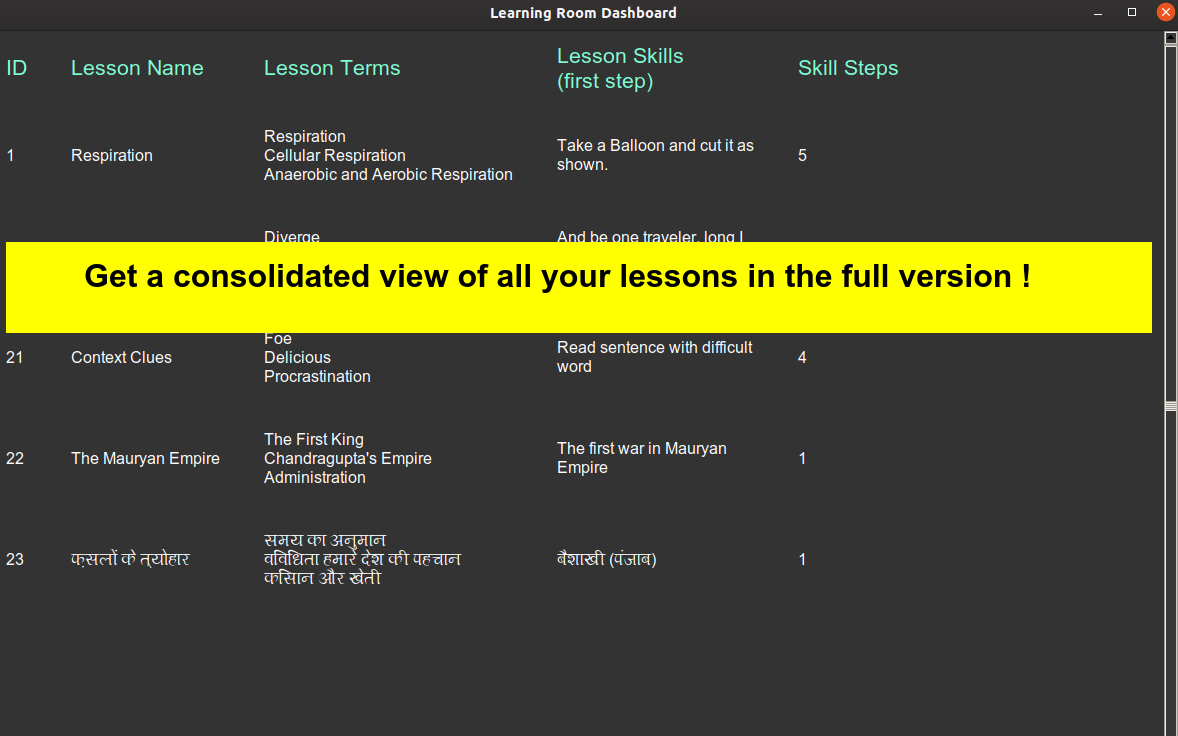 Learning Room Dashboard
ID Lesson Name Lesson Terms Lesson Skills Skill Steps
(first step)
1 Respiration
Respiration
Cellular Respiration
Anaerobic and Aerobic Respiration
Take a Balloon and cut it as
shown.
5
Diverge
And be one traveler, long I
Get a consolidated view of all your lessons in the full version !
21 Context Clues
Foe
Delicious
Procrastination
Read sentence with difficult
word
4
22 The Mauryan Empire
The First King
Chandragupta's Empire
Administration
The first war in Mauryan
Empire
1
23 फ़सलों के त्योहार
समय का अनुमान
वविधिता हमारे देश की पहचान
कसिान और खेती
बैशाखी (पंजाब)
1